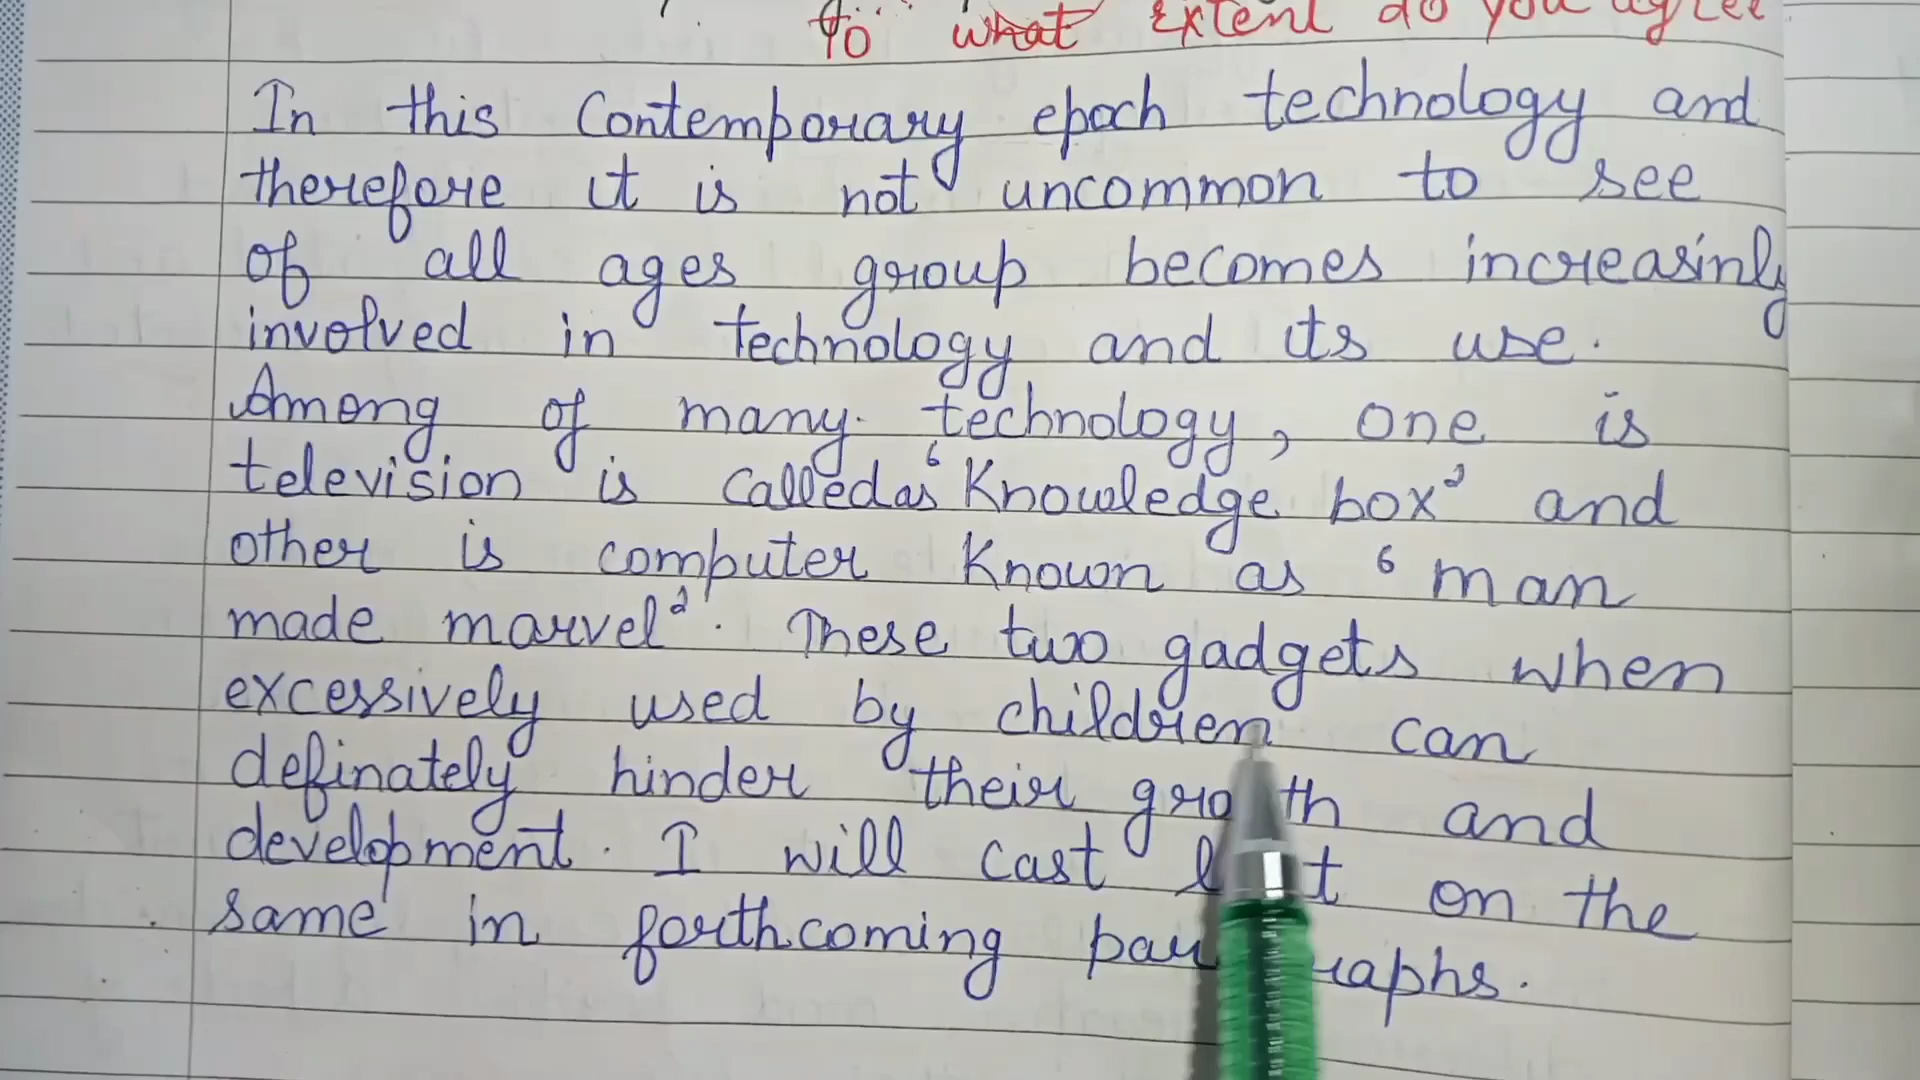 To what Extent do you agree
In this Contemporary epoch technology and
therefore it is not uncommon to see
of all ages group becomes increasinly
involved in technology and its use.
Among of many technology, one is
television is called as 'Knowledge box' and
other is computer Known as 'man
made marvel'. These two gadgets when
excessively used by children can
definately hinder their growth and
development. I will cast on the
same in forthcoming paragraphs.